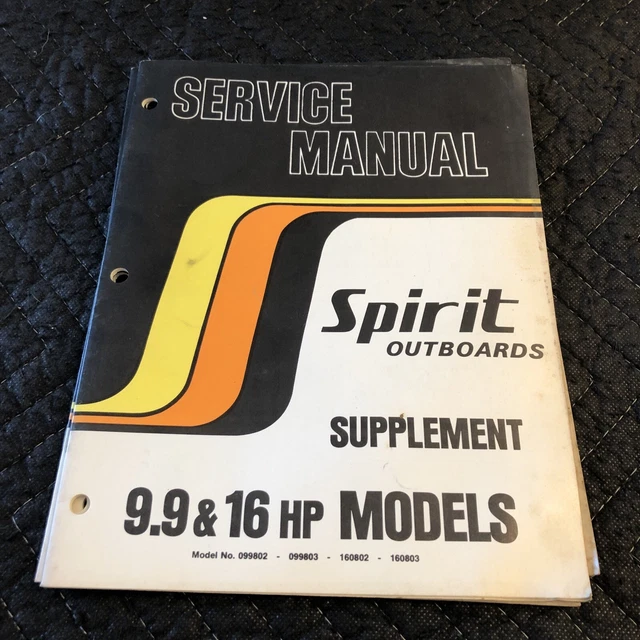 SERVICE
MANUAL
Spirit
OUTBOARDS
SUPPLEMENT
9.9 & 16 HP MODELS
Model No. 099802 - 099803 - 160802 - 160803